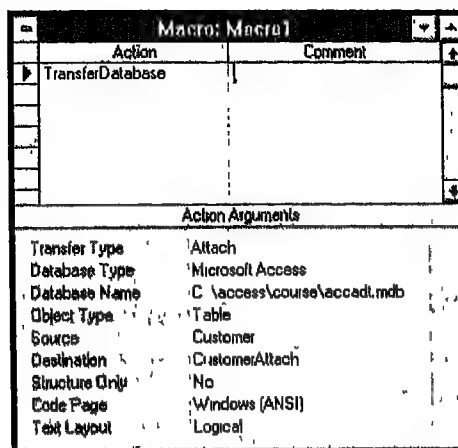 Macro: Macro1
Action Comment
TransferDatabase
Action Arguments
Transfer Type Attach
Database Type Microsoft Access
Database Name C \access\course\accadt.mdb
Object Type Table
Source Customer
Destination CustomerAttach
Structure Only No
Code Page Windows (ANSI)
Text Layout Logical